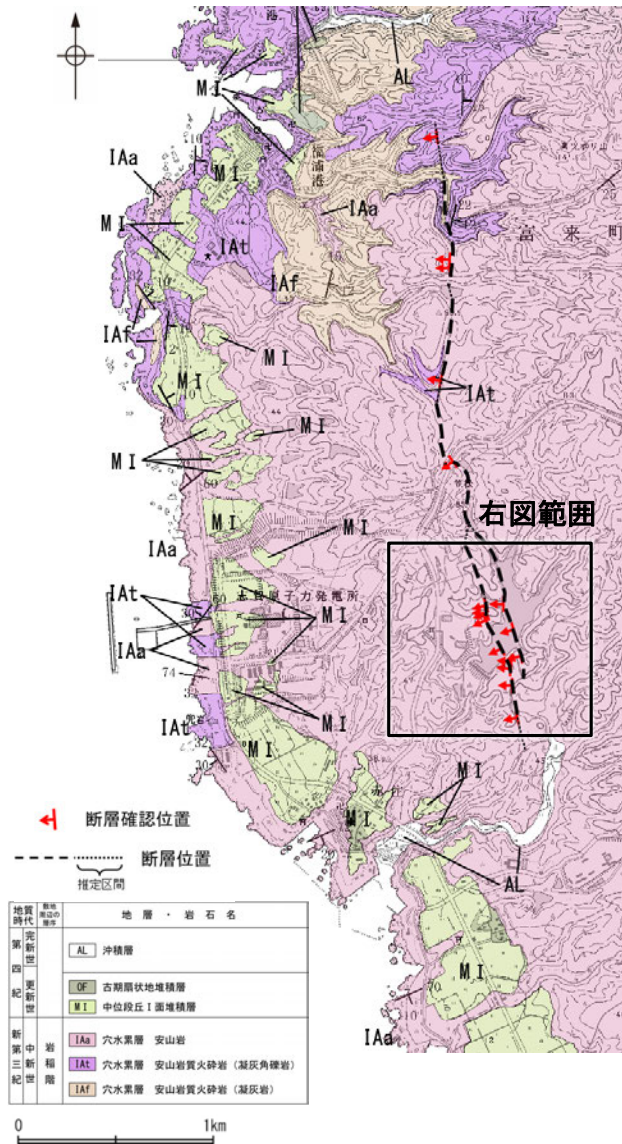 MI
AL
IAa
福浦港
MI
IAa
MI
富来町
IAt
IAf
IAf
MI
MI
IAt
MI
MI
MI
右図範囲
MI
IAa
IAt
志賀原子力発電所
MI
IAa
74
MI
IAt
32
MI
MI
MI
断層確認位置
断層位置
推定区間
AL
MI
70
IAa
地質時代
敷地周辺の層序
地層・岩石名
第四紀
完新世
AL 沖積層
更新世
OF 古期扇状地堆積層
MI 中位段丘Ⅰ面堆積層
新第三紀
中新世
岩稲階
IAa 穴水累層 安山岩
IAt 穴水累層 安山岩質火砕岩(凝灰角礫岩)
IAf 穴水累層 安山岩質火砕岩(凝灰岩)
0 1km